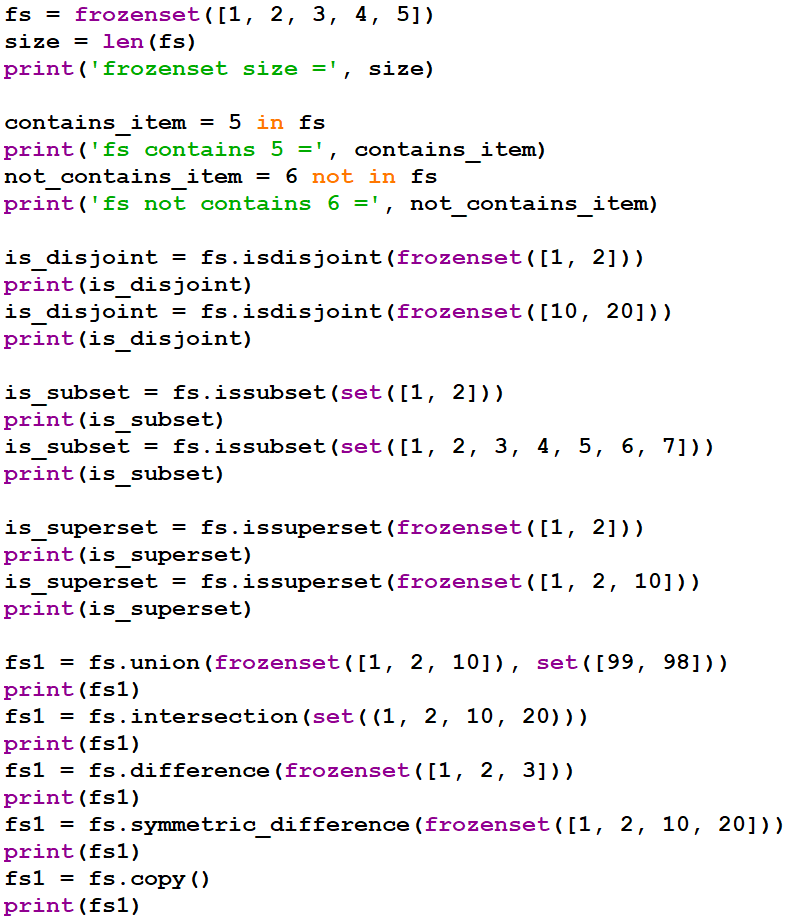 fs = frozenset([1, 2, 3, 4, 5])
size = len(fs)
print('frozenset size =', size)

contains_item = 5 in fs
print('fs contains 5 =', contains_item)
not_contains_item = 6 not in fs
print('fs not contains 6 =', not_contains_item)

is_disjoint = fs.isdisjoint(frozenset([1, 2]))
print(is_disjoint)
is_disjoint = fs.isdisjoint(frozenset([10, 20]))
print(is_disjoint)

is_subset = fs.issubset(set([1, 2]))
print(is_subset)
is_subset = fs.issubset(set([1, 2, 3, 4, 5, 6, 7]))
print(is_subset)

is_superset = fs.issuperset(frozenset([1, 2]))
print(is_superset)
is_superset = fs.issuperset(frozenset([1, 2, 10]))
print(is_superset)

fs1 = fs.union(frozenset([1, 2, 10]), set([99, 98]))
print(fs1)
fs1 = fs.intersection(set((1, 2, 10, 20)))
print(fs1)
fs1 = fs.difference(frozenset([1, 2, 3]))
print(fs1)
fs1 = fs.symmetric_difference(frozenset([1, 2, 10, 20]))
print(fs1)
fs1 = fs.copy()
print(fs1)